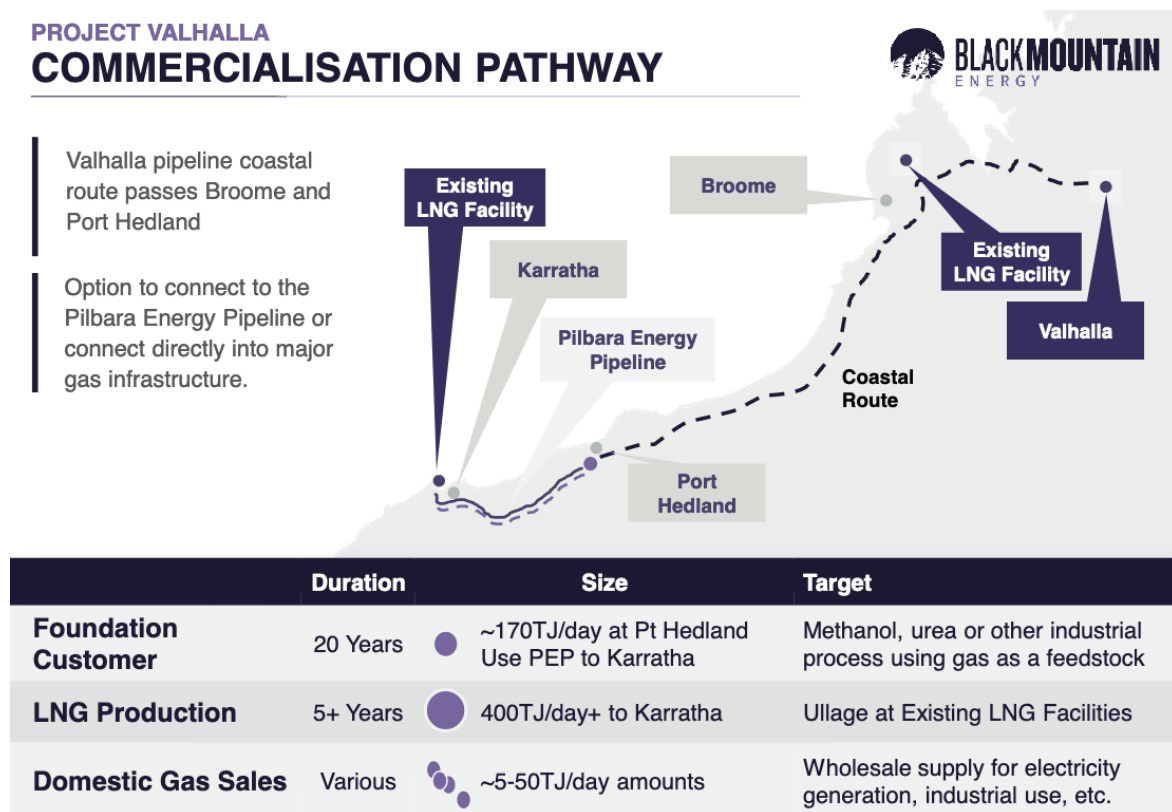 PROJECT VALHALLA
COMMERCIALISATION PATHWAY
BLACKMOUNTAIN
ENERGY
Valhalla pipeline coastal
route passes Broome and
Port Hedland
Option to connect to the
Pilbara Energy Pipeline or
connect directly into major
gas infrastructure.
Existing
LNG Facility
Karratha
Pilbara Energy
Pipeline
Broome
Existing
LNG Facility
Valhalla
Coastal
Route
Port
Hedland
Duration Size Target
Foundation
Customer
20 Years
~170TJ/day at Pt Hedland
Use PEP to Karratha
Methanol, urea or other industrial
process using gas as a feedstock
LNG Production 5+ Years 400TJ/day+ to Karratha Ullage at Existing LNG Facilities
Domestic Gas Sales Various ~5-50TJ/day amounts
Wholesale supply for electricity
generation, industrial use, etc.